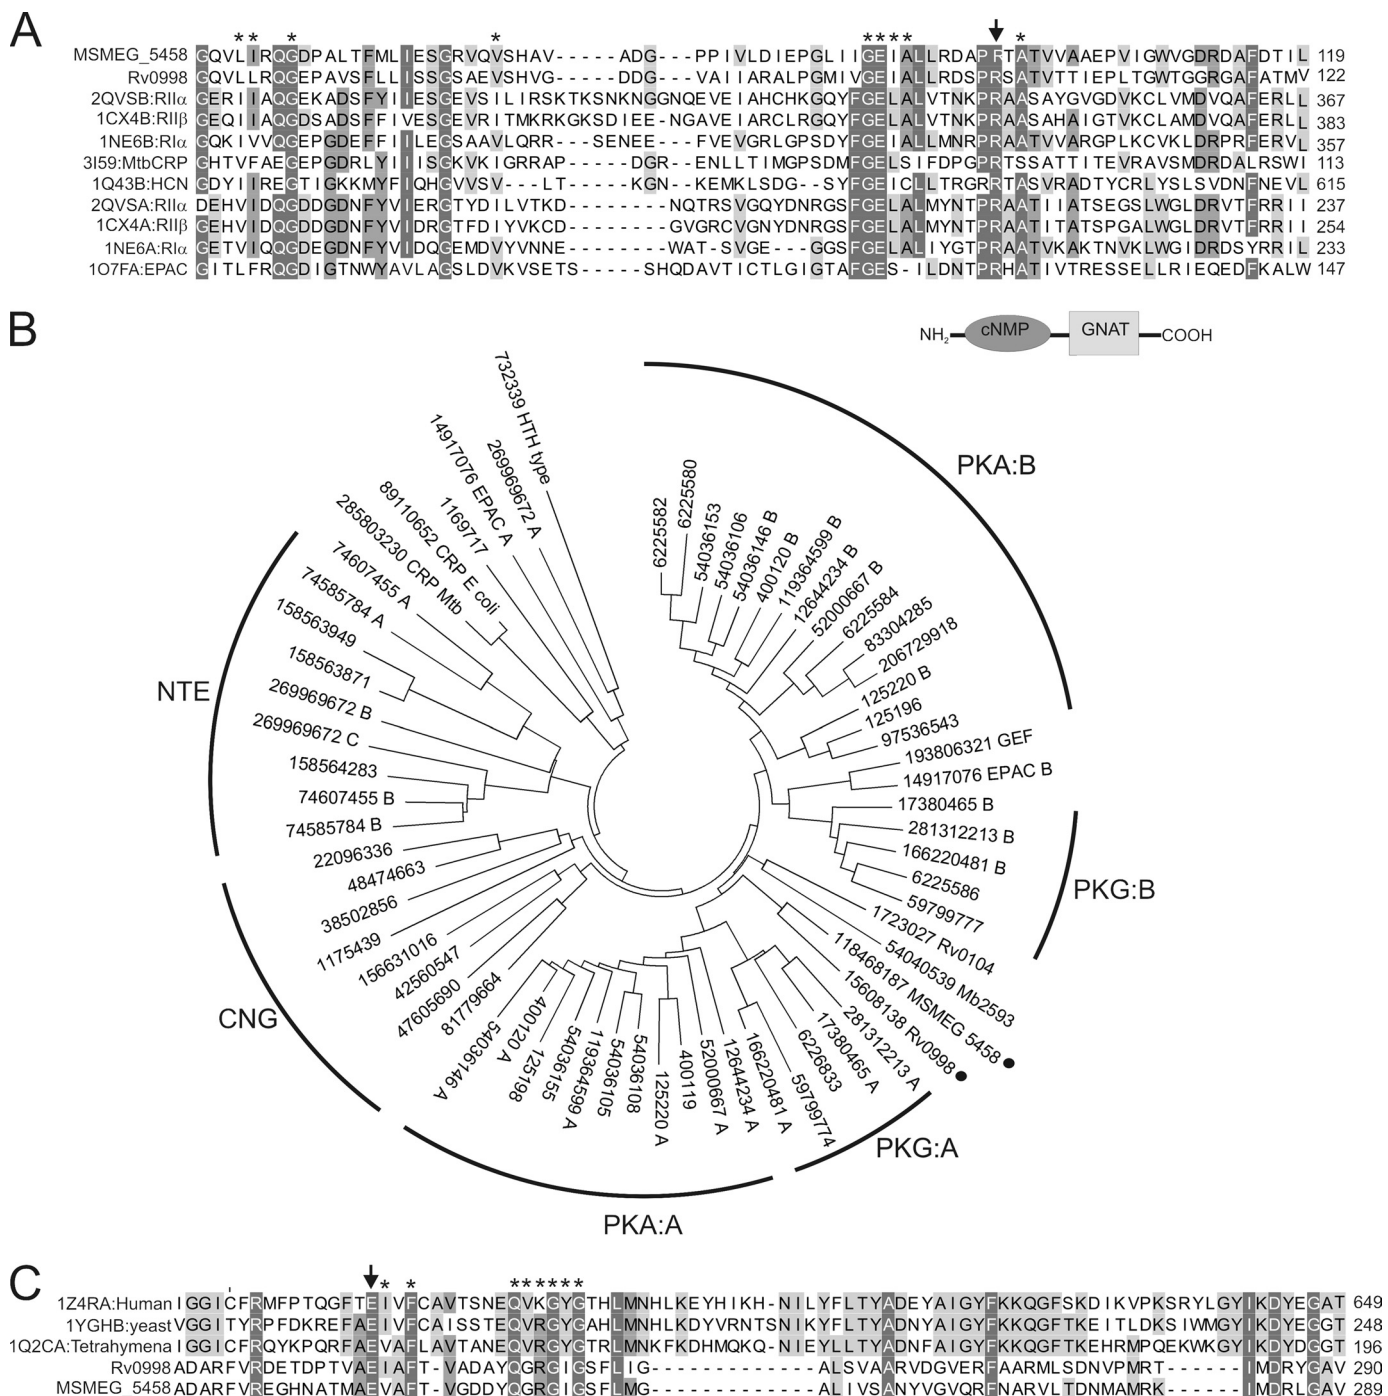 A
** * * **** *
MSMEG_5458 GQVLIRQGDPALTFMLIESGRVQVSHAV-----ADG---PPIVLDIEPGLIIGEIALLRDAPRTATVVAAEPVIGWVGDRDAFDTIL 119
Rv0998 GQVLLRQGEPAVSFLLISSGSAEVSHVG-----DDG---VAIIARALPGMIVGEIALLRDSPRSATVTTIEPLTGWTGGRGAFATMV 122
2QVSB:RIIα GERIIAQGEKADSFYIIESGEVSILIRSKTKSNKNGGNQEVEIAHCHKGQYFGELALVTNKPRAASAYGVGDVKCLVMDVQAFERLL 367
1CX4B:RIIβ GEQIIAQGDSADSFFIVESGEVRITMKRKGKSDIEE-NGAVEIARCLRGQYFGELALVTNKPRAASAHAIGTVKCLAMDVQAFERLL 383
1NE6B:RIα GQKIVVQGEPGDEFFIILEGSAAVLQRR---SENEE---FVEVGRLGPSDYFGEIALLMNRPRAATVVARGPLKCVKLDRPRFERVL 357
3I59:MtbCRP GHTVFAEGEPGDRLYIIISGKVKIGRRAP----DGR--ENLLTIMGPSDMFGELSIFDPGPRTSSATTITEVRAVSMDRDALRSWI 113
1Q43B:HCN GDYIIREGTIGKKMYFIQHGVVSV---LT----KGN--KEMKLSDG--SYFGEICLLTRGRRTASVRADTYCRLYSLSVDNFNEVL 615
2QVSA:RIIα DEHVIDQGDDGDNFYVIERGTYDILVTKD--------NQTRSVGQYDNRGSFGELALMYNTPRAATIIATSEGSLWGLDRVTFRRII 237
1CX4A:RIIβ GEHVIDQGDDGDNFYVIDRGTFDIYVKCD--------GVGRCVGNYDNRGSFGELALMYNTPRAATITATSPGALWGLDRVTFRRII 254
1NE6A:RIα GETVIQQGDEGDNFYVIDQGEMDVYVNNE--------WAT-SVGE---GGSFGELALIYGTPRAATVKAKTNVKLWGIDRDSYRRIL 233
1O7FA:EPAC GITLFRQGDIGTNWYAVLAGSLDVKVSETS------SHQDAVTICTLGIGTAFGES-ILDNTPRHATIVTRESSELLRIEQEDFKALW 147
B
NH2 cNMP GNAT COOH
PKA:B
6225582
6225580
54036153
54036106
54036146 B
400120 B
119364599 B
12644234 B
52000667 B
6225584
83304285
206729918
125220 B
125196
97536543
193806321 GEF
14917076 EPAC B
17380465 B
281312213 B
166220481 B
6225586
59799777
PKG:B
1723027 Rv0104
54040539 Mb2593
118468187 MSMEG 5458
15608138 Rv0998
281312213 A
17380465 A
6226833
59799774
PKG:A
166220481 A
12644234 A
52000667 A
400119
125220 A
54036108
54036105
119364599 A
54036155
125198
400120 A
54036146 A
PKA:A
49967718
47605690
42560547
156631016
1175439
38502856
48474663
22096336
CNG
74585784 B
74607455 B
158564283
269969672 C
269969672 B
158563871
158563949
74585784 A
74607455 A
NTE
285803230 CRP Mtb
89110652 CRP E coli
1169717
14917076 EPAC A
269969672 A
732339 HTH type
C
* * ******
1Z4RA:Human IGGICFRMFPTQGFTEIVFCAVTSNEQVKGYGTHLMNHLKEYHIKH-NILYFLTYADEYAIGYFKKQGFSKDIKVPKSRYLGYIKDYEGAT 649
1YGHB:yeast VGGITYRPFDKREFAEIVFCAISSTEQVRGYGAHLMNHLKDYVRNTSNIKYFLTYADNYAIGYFKKQGFTKEITLDKSIWMGYIKDYEGGT 248
1Q2CA:Tetrahymena IGGICFRQYKPQRFAEVAFLAVTANEQVRGYGTRLMNKFKDHMQKQ-NIEYLLTYADNFAIGYFKKQGFTKEHRMPQEKWKGYIKDYDGGT 196
Rv0998 ADARFVRDETDPTVAEIAFT-VADAYQGRGIGSFLIG-------------ALSVAARVDGVERFAARMLSDNVPMRT------IMDRYGAV 290
MSMEG_5458 ADARFVREGHNATMAEVAFT-VGDDYQGRGIGSFLMG-------------ALIVSANYVGVQRFNARVLTDNMAMRK------IMDRLGAV 289